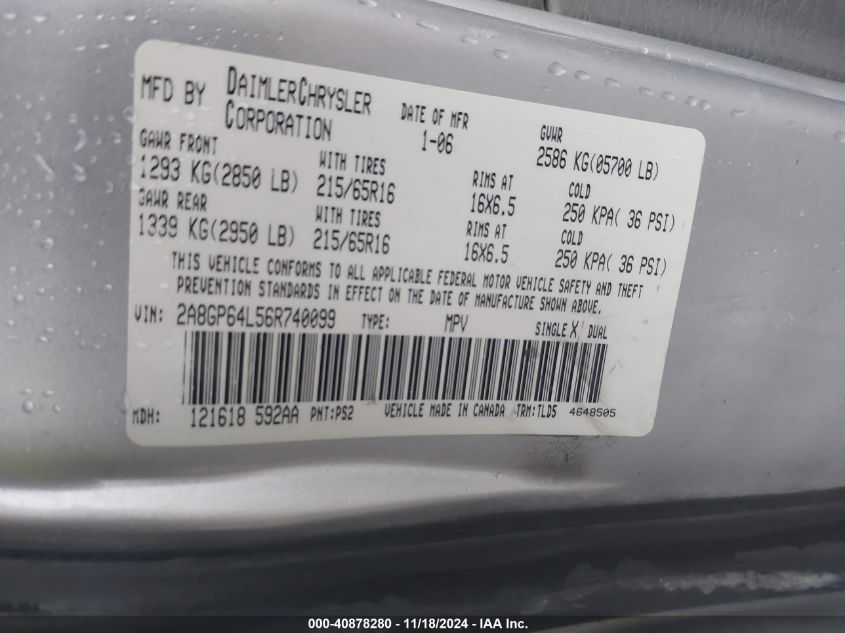 MFD BY DAIMLERCHRYSLER CORPORATION
DATE OF MFR
1-06
GVWR
2586 KG(05700 LB)
GAWR FRONT
1293 KG(2850 LB)
WITH TIRES
215/65R16
RIMS AT
16X6.5
COLD
250 KPA( 36 PSI)
GAWR REAR
1339 KG(2950 LB)
WITH TIRES
215/65R16
RIMS AT
16X6.5
COLD
250 KPA( 36 PSI)
THIS VEHICLE CONFORMS TO ALL APPLICABLE FEDERAL MOTOR VEHICLE SAFETY AND THEFT
PREVENTION STANDARDS IN EFFECT ON THE DATE OF MANUFACTURE SHOWN ABOVE.
VIN: 2A8GP64L56R740099 TYPE: MPV SINGLE X DUAL
MDH: 121618 592AA PNT:PS2 VEHICLE MADE IN CANADA TRM:TLD5 4648505
000-40878280 - 11/18/2024 - IAA Inc.